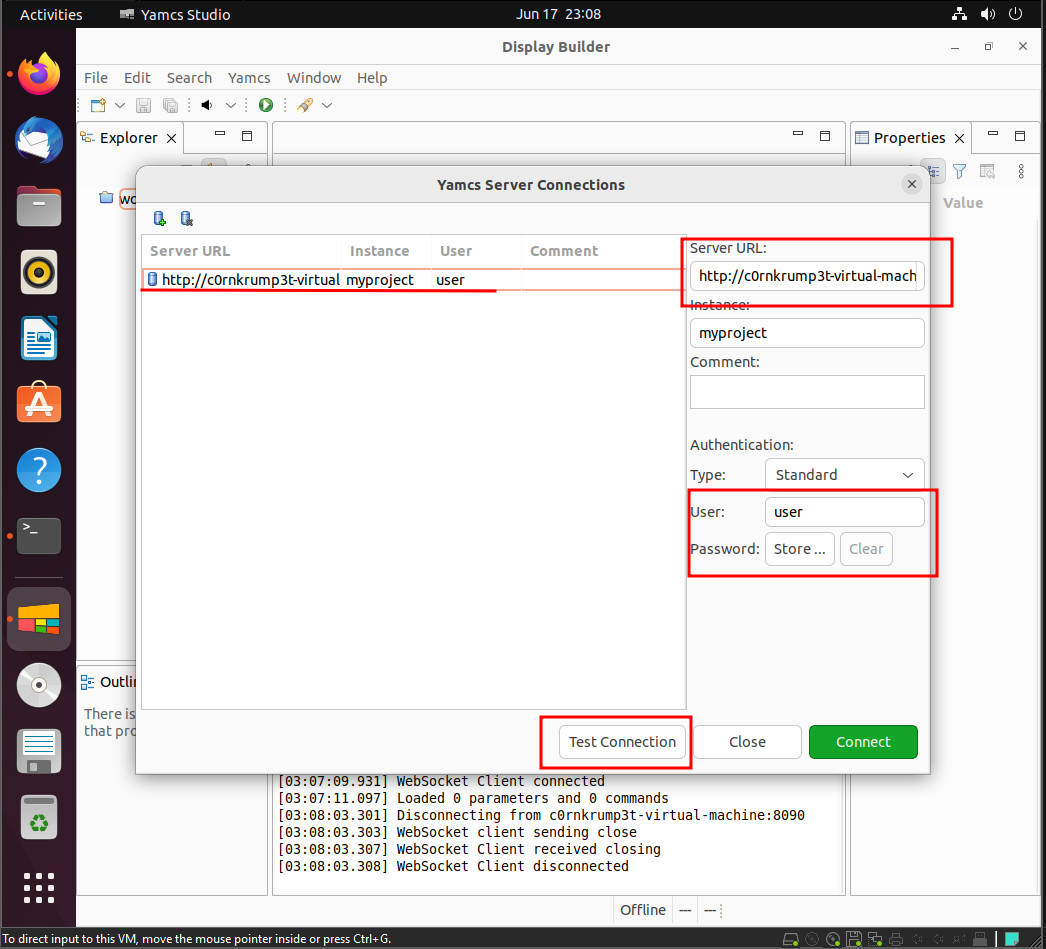 Activities Yamcs Studio Jun 17 23:08
Display Builder
File Edit Search Yamcs Window Help
Explorer
Properties
Value
Yamcs Server Connections
Server URL Instance User Comment
http://c0rnkrump3t-virtual myproject user
Server URL:
http://c0rnkrump3t-virtual-mach
Instance:
myproject
Comment:
Authentication:
Type: Standard
User: user
Password: Store ... Clear
Test Connection Close Connect
Outli
There is
that pro
[03:07:09.931] WebSocket Client connected
[03:07:11.097] Loaded 0 parameters and 0 commands
[03:08:03.301] Disconnecting from c0rnkrump3t-virtual-machine:8090
[03:08:03.303] WebSocket client sending close
[03:08:03.307] WebSocket Client received closing
[03:08:03.308] WebSocket Client disconnected
Offline --- ---
To direct input to this VM, move the mouse pointer inside or press Ctrl+G.